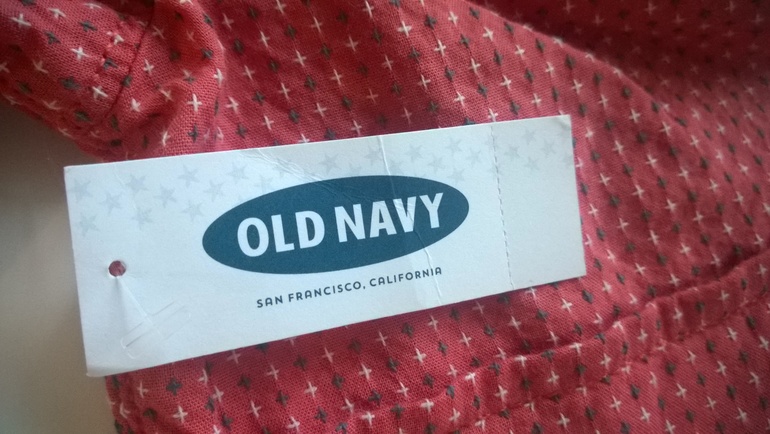 OLD NAVY
SAN FRANCISCO, CALIFORNIA